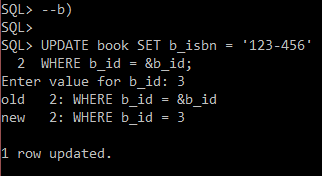 SQL> --b)
SQL>
SQL> UPDATE book SET b_isbn = '123-456'
  2  WHERE b_id = &b_id;
Enter value for b_id: 3
old   2: WHERE b_id = &b_id
new   2: WHERE b_id = 3
1 row updated.